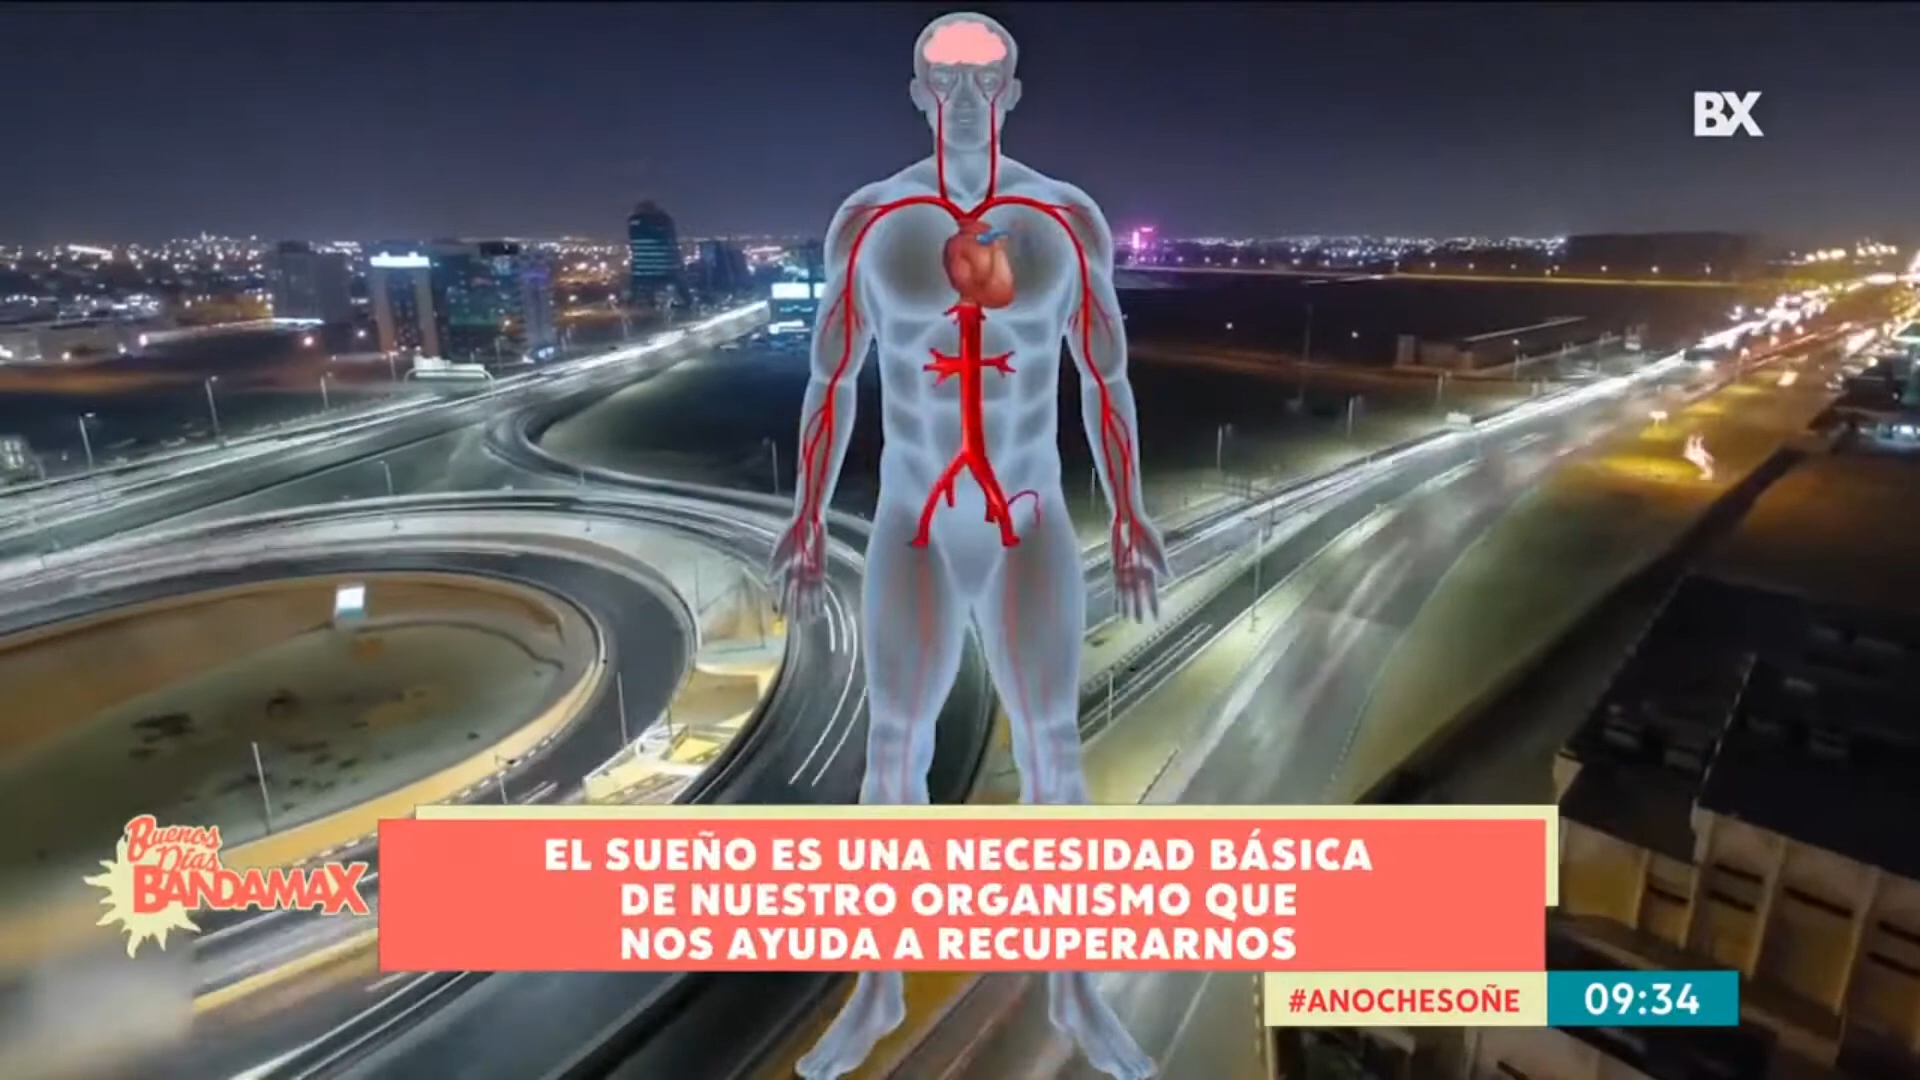 BX
Buenos
Días
BANDAMAX
EL SUEÑO ES UNA NECESIDAD BÁSICA
DE NUESTRO ORGANISMO QUE
NOS AYUDA A RECUPERARNOS
#ANOCHESOÑE
09:34